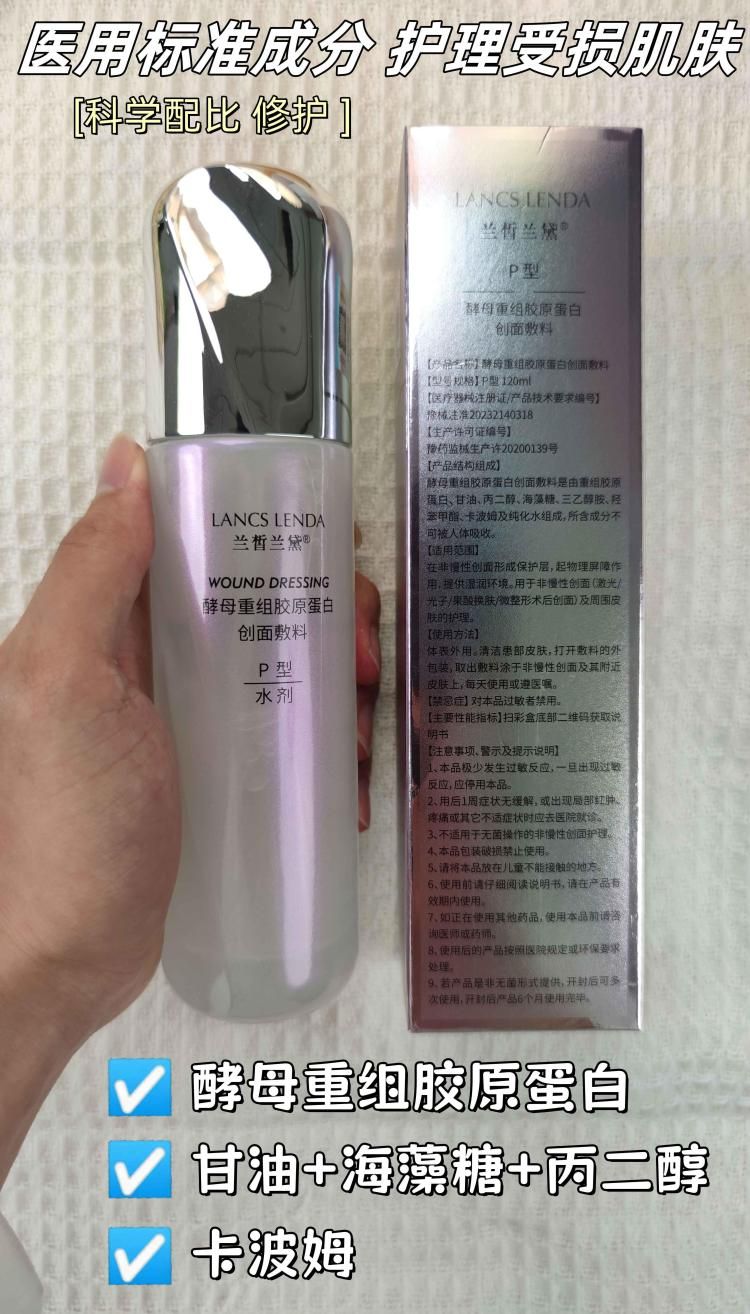 医用标准成分 护理受损肌肤
[科学配比 修护 ]
LANCS LENDA
兰皙兰黛®
WOUND DRESSING
酵母重组胶原蛋白
创面敷料
P 型
水剂
LANCS LENDA
兰皙兰黛®
P 型
酵母重组胶原蛋白
创面敷料
【产品名称】酵母重组胶原蛋白创面敷料
【型号规格】P型 120ml
【医疗器械注册证/产品技术要求编号】
豫械注准20232140318
【生产许可证编号】
豫药监械生产许20200139号
【产品结构组成】
酵母重组胶原蛋白创面敷料是由重组胶原
蛋白、甘油、丙二醇、海藻糖、三乙醇胺、羟
苯甲酯、卡波姆及纯化水组成,所含成分不
可被人体吸收。
【适用范围】
在非慢性创面形成保护层,起物理屏障作
用,提供湿润环境。用于非慢性创面(激光/
光子/果酸换肤/微整形术后创面)及周围皮
肤的护理。
【使用方法】
体表外用。清洁患部皮肤,打开敷料的外
包装,取出敷料涂于非慢性创面及其附近
皮肤上,每天使用或遵医嘱。
【禁忌症】对本品过敏者禁用。
【主要性能指标】扫彩盒底部二维码获取说
明书
【注意事项、警示及提示说明】
1、本品极少发生过敏反应,一旦出现过敏
反应,应停用本品。
2、用后1周症状无缓解,或出现局部红肿、
疼痛或其它不适症状时应去医院就诊。
3、不适用于无菌操作的非慢性创面护理。
4、本品包装破损禁止使用。
5、请将本品放在儿童不能接触的地方。
6、使用前请仔细阅读说明书,请在产品有
效期内使用。
7、如正在使用其他药品,使用本品前请咨
询医师或药师。
8、使用后的产品按照医院规定或环保要求
处理。
9、若产品是非无菌形式提供,开封后可多
次使用,开封后产品6个月使用完毕。
酵母重组胶原蛋白
甘油+海藻糖+丙二醇
卡波姆